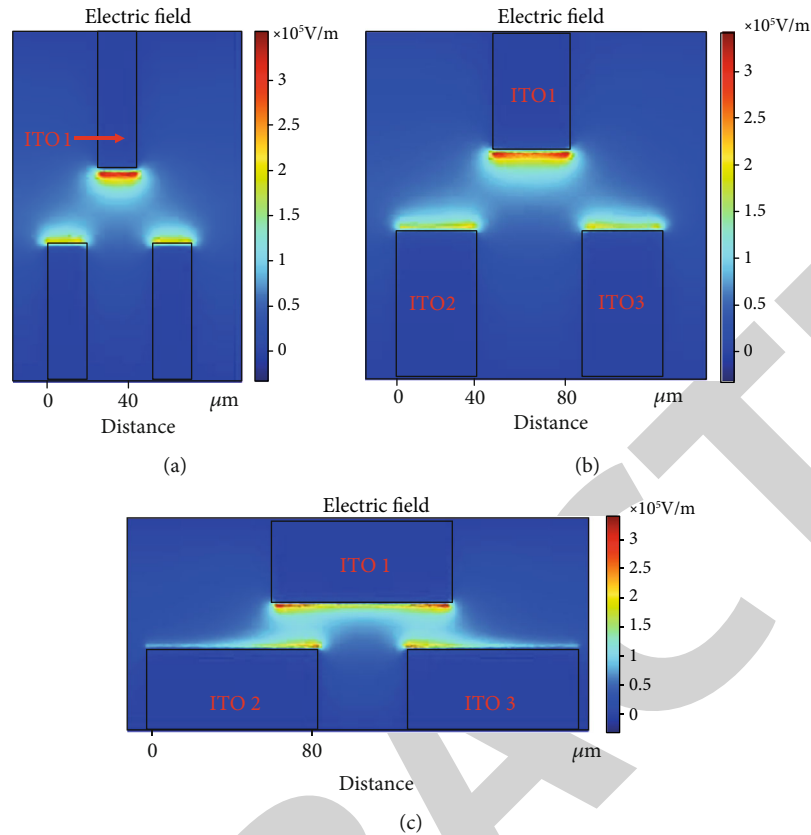 Electric field
×10⁵V/m
3
2.5
2
1.5
1
0.5
0
ITO1
0
40
μm
Distance
(a)
Electric field
×10⁵V/m
3
2.5
2
1.5
1
0.5
0
ITO1
ITO2
ITO3
0
40
80
μm
Distance
(b)
Electric field
×10⁵V/m
3
2.5
2
1.5
1
0.5
0
ITO 1
ITO 2
ITO 3
0
80
μm
Distance
(c)